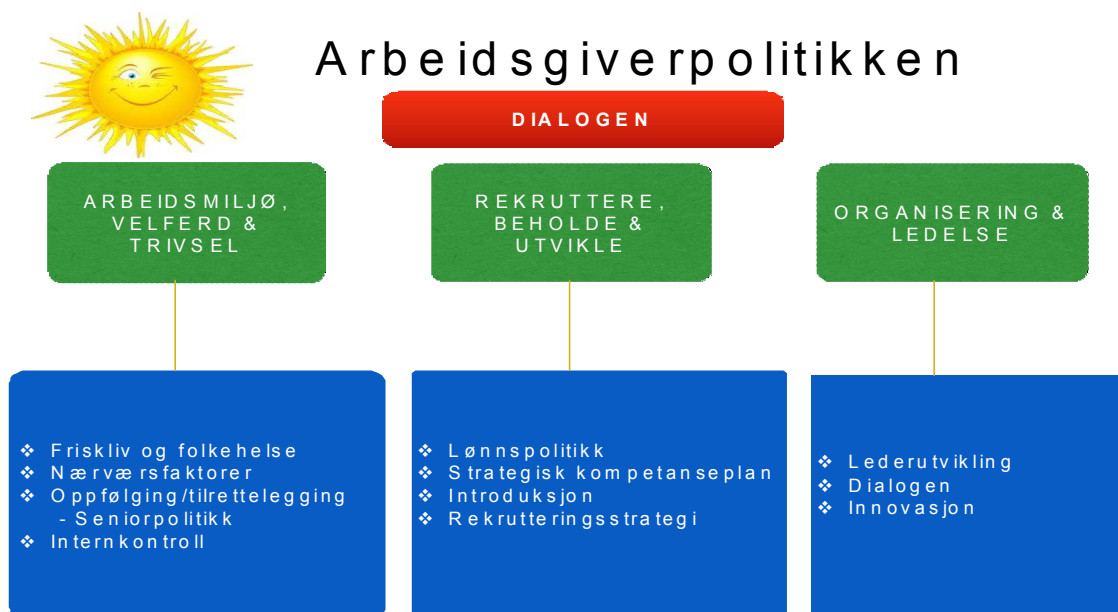 Arbeidsgiverpolitikken
DIALOGEN
ARBEIDSMILJØ,
VELFERD &
TRIVSEL
REKRUTTERE,
BEHOLDE &
UTVIKLE
ORGANISERING &
LEDELSE
❖ Friskliv og folkehelse
❖ Nærværsfaktorer
❖ Oppfølging/tilrettelegging
- Seniorpolitikk
❖ Internkontroll
❖ Lønnspolitikk
❖ Strategisk kompetanseplan
❖ Introduksjon
❖ Rekrutteringsstrategi
❖ Lederutvikling
❖ Dialogen
❖ Innovasjon